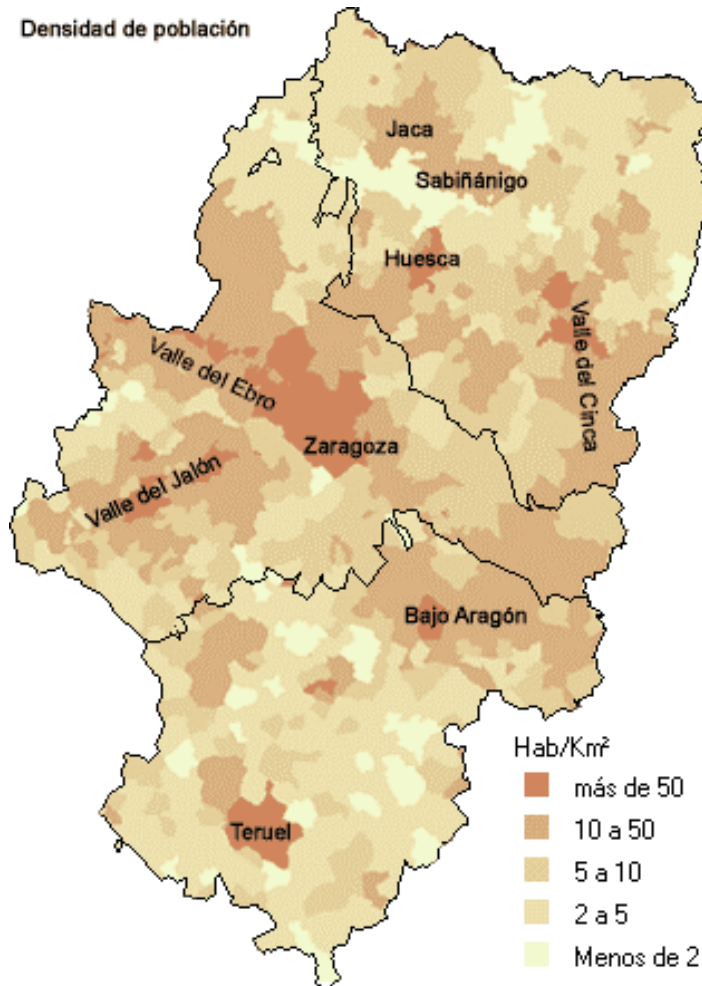 Densidad de población
Jaca
Sabiñánigo
Huesca
Valle del Cinca
Valle del Ebro
Zaragoza
Valle del Jalón
Bajo Aragón
Teruel
Hab/Km²
más de 50
10 a 50
5 a 10
2 a 5
Menos de 2